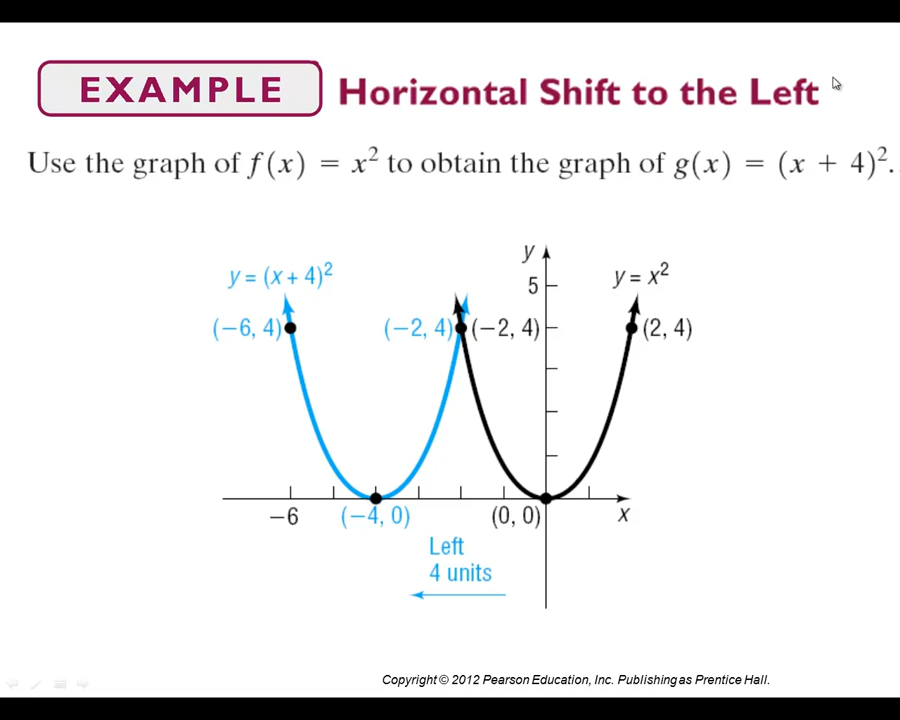 EXAMPLE Horizontal Shift to the Left
Use the graph of f(x) = x² to obtain the graph of g(x) = (x + 4)².
y
y = (x + 4)² 5 y = x²
(−6, 4) (−2, 4) (−2, 4) (2, 4)
−6 (−4, 0) (0, 0) x
Left
4 units
Copyright © 2012 Pearson Education, Inc. Publishing as Prentice Hall.